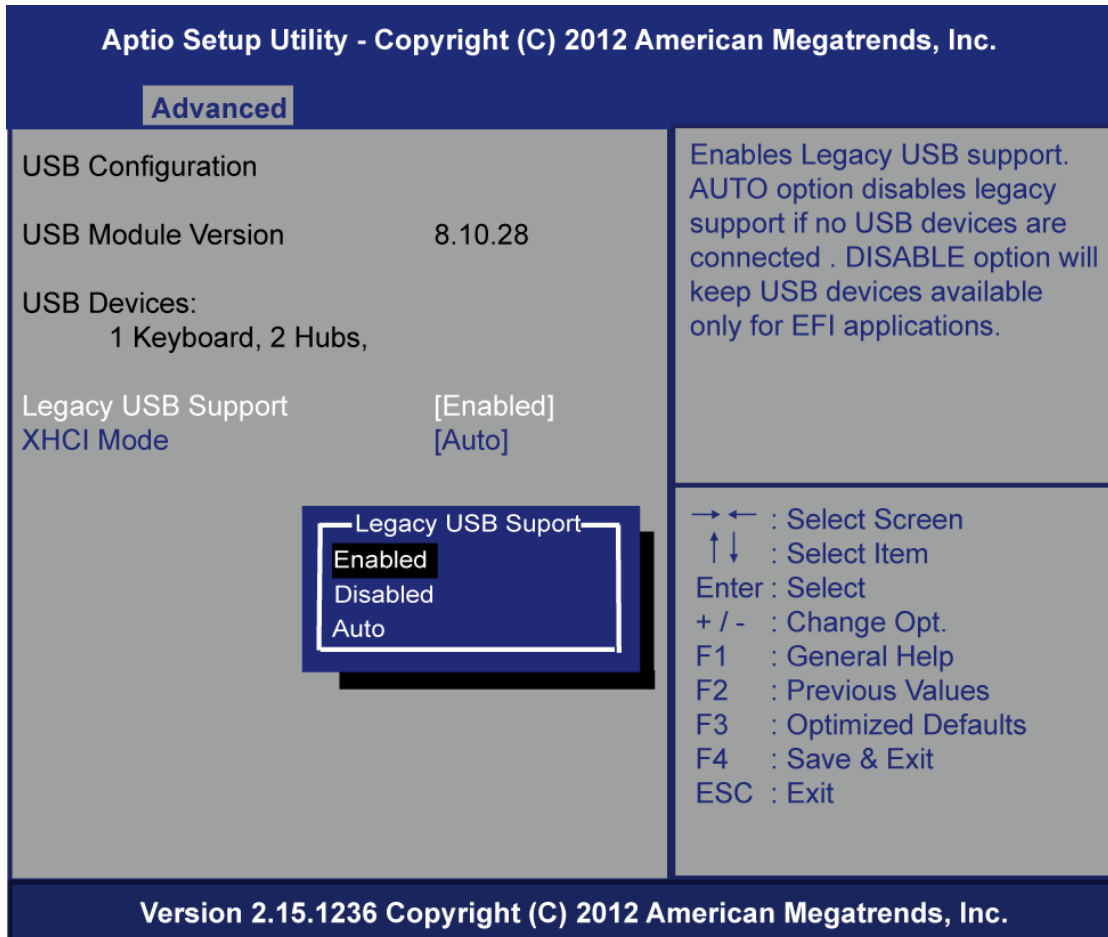 Aptio Setup Utility - Copyright (C) 2012 American Megatrends, Inc.
Advanced
USB Configuration
USB Module Version 8.10.28
USB Devices:
1 Keyboard, 2 Hubs,
Legacy USB Support [Enabled]
XHCI Mode [Auto]
Legacy USB Suport
Enabled
Disabled
Auto
Enables Legacy USB support.
AUTO option disables legacy
support if no USB devices are
connected . DISABLE option will
keep USB devices available
only for EFI applications.
→ ← : Select Screen
↑ ↓ : Select Item
Enter : Select
+ / - : Change Opt.
F1 : General Help
F2 : Previous Values
F3 : Optimized Defaults
F4 : Save & Exit
ESC : Exit
Version 2.15.1236 Copyright (C) 2012 American Megatrends, Inc.